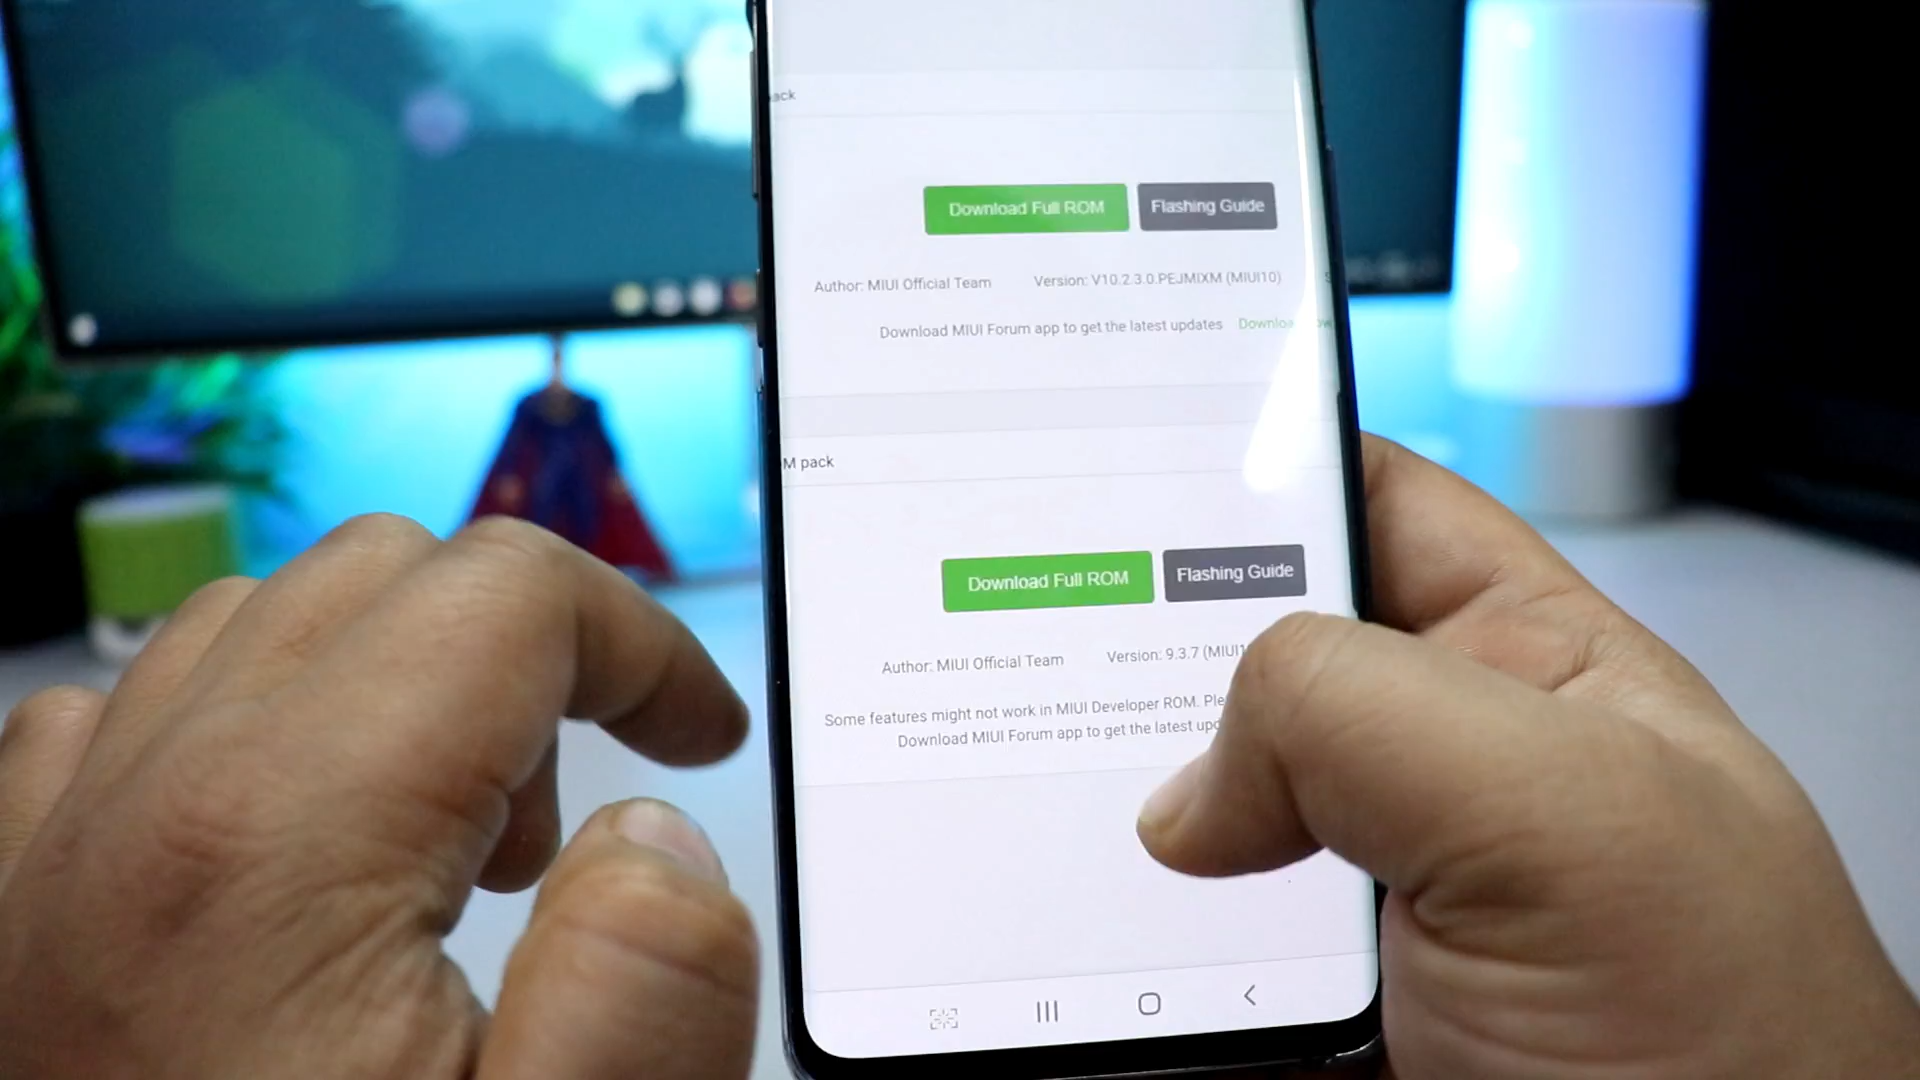 ack
Download Full ROM
Flashing Guide
Author: MIUI Official Team
Version: V10.2.3.0.PEJMIXM (MIUI10)
Download MIUI Forum app to get the latest updates
M pack
Download Full ROM
Flashing Guide
Author: MIUI Official Team
Version: 9.3.7 (MIUI1
Some features might not work in MIUI Developer ROM. Ple
Download MIUI Forum app to get the latest upd